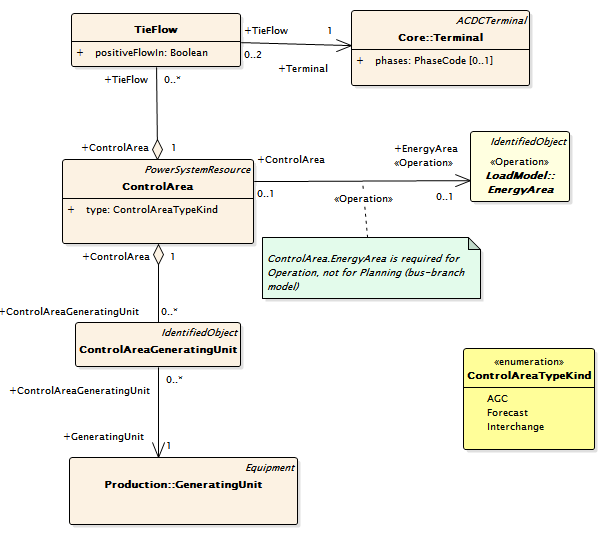 TieFlow
+ positiveFlowIn: Boolean
+TieFlow
1
0..2
+Terminal
ACDCTerminal
Core::Terminal
+ phases: PhaseCode [0..1]
+TieFlow
0..*
+ControlArea
1
PowerSystemResource
ControlArea
+ type: ControlAreaTypeKind
+ControlArea
0..1
+EnergyArea
«Operation»
«Operation»
0..1
IdentifiedObject
«Operation»
LoadModel::
EnergyArea
ControlArea.EnergyArea is required for
Operation, not for Planning (bus-branch
model)
+ControlArea
1
+ControlAreaGeneratingUnit
0..*
IdentifiedObject
ControlAreaGeneratingUnit
0..*
+ControlAreaGeneratingUnit
+GeneratingUnit
1
Equipment
Production::GeneratingUnit
«enumeration»
ControlAreaTypeKind
AGC
Forecast
Interchange